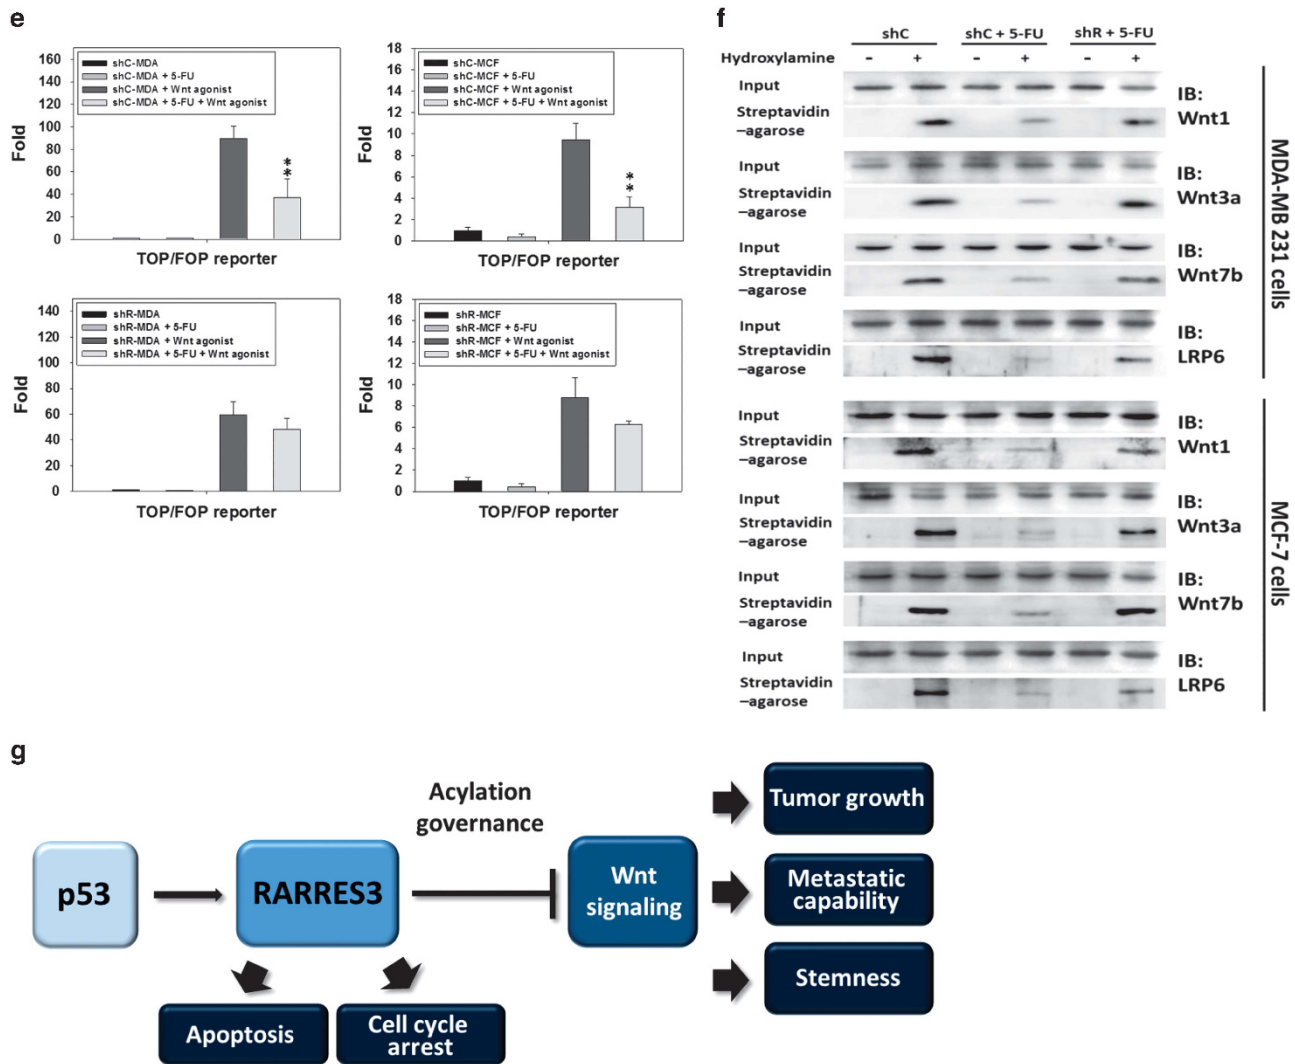 e
160
140
120
100
80
60
40
20
0
Fold
shC-MDA
shC-MDA + 5-FU
shC-MDA + Wnt agonist
shC-MDA + 5-FU + Wnt agonist
**
TOP/FOP reporter
18
16
14
12
10
8
6
4
2
0
Fold
shC-MCF
shC-MCF + 5-FU
shC-MCF + Wnt agonist
shC-MCF + 5-FU + Wnt agonist
**
TOP/FOP reporter
140
120
100
80
60
40
20
0
Fold
shR-MDA
shR-MDA + 5-FU
shR-MDA + Wnt agonist
shR-MDA + 5-FU + Wnt agonist
TOP/FOP reporter
18
16
14
12
10
8
6
4
2
0
Fold
shR-MCF
shR-MCF + 5-FU
shR-MCF + Wnt agonist
shR-MCF + 5-FU + Wnt agonist
TOP/FOP reporter
f
shC shC + 5-FU shR + 5-FU
Hydroxylamine - + - + - +
Input
Streptavidin
–agarose
IB:
Wnt1
Input
Streptavidin
–agarose
IB:
Wnt3a
Input
Streptavidin
–agarose
IB:
Wnt7b
Input
Streptavidin
–agarose
IB:
LRP6
MDA-MB 231 cells
Input
Streptavidin
–agarose
IB:
Wnt1
Input
Streptavidin
–agarose
IB:
Wnt3a
Input
Streptavidin
–agarose
IB:
Wnt7b
Input
Streptavidin
–agarose
IB:
LRP6
MCF-7 cells
g
p53
RARRES3
Acylation
governance
Wnt
signaling
Tumor growth
Metastatic
capability
Stemness
Apoptosis
Cell cycle
arrest